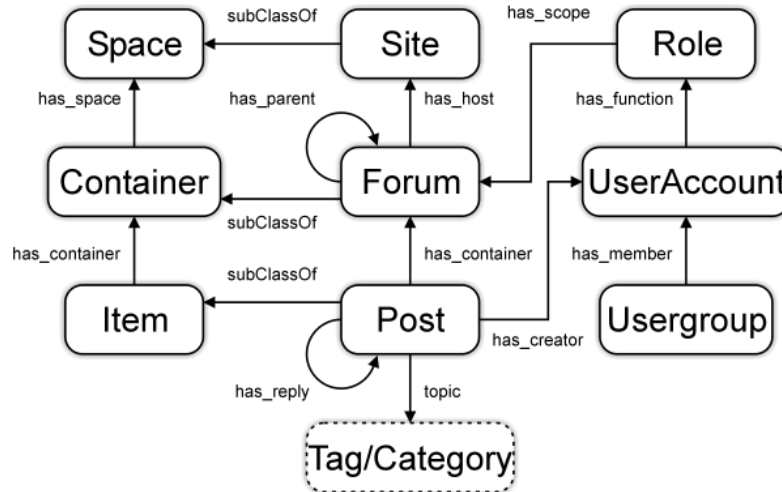 subClassOf
has_scope
Space
Site
Role
has_space
has_parent
has_host
has_function
Container
Forum
UserAccount
subClassOf
has_container
has_container
has_member
subClassOf
Item
Post
Usergroup
has_creator
has_reply
topic
Tag/Category